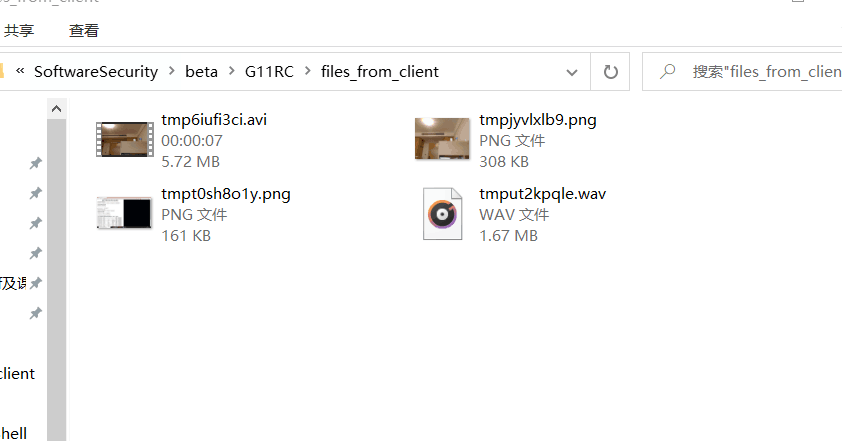 共享 查看
« SoftwareSecurity > beta > G11RC > files_from_client
搜索"files_from_clien
tmp6iufi3ci.avi
00:00:07
5.72 MB
tmpjyvlxlb9.png
PNG 文件
308 KB
tmpt0sh8o1y.png
PNG 文件
161 KB
tmput2kpqle.wav
WAV 文件
1.67 MB
client
hell